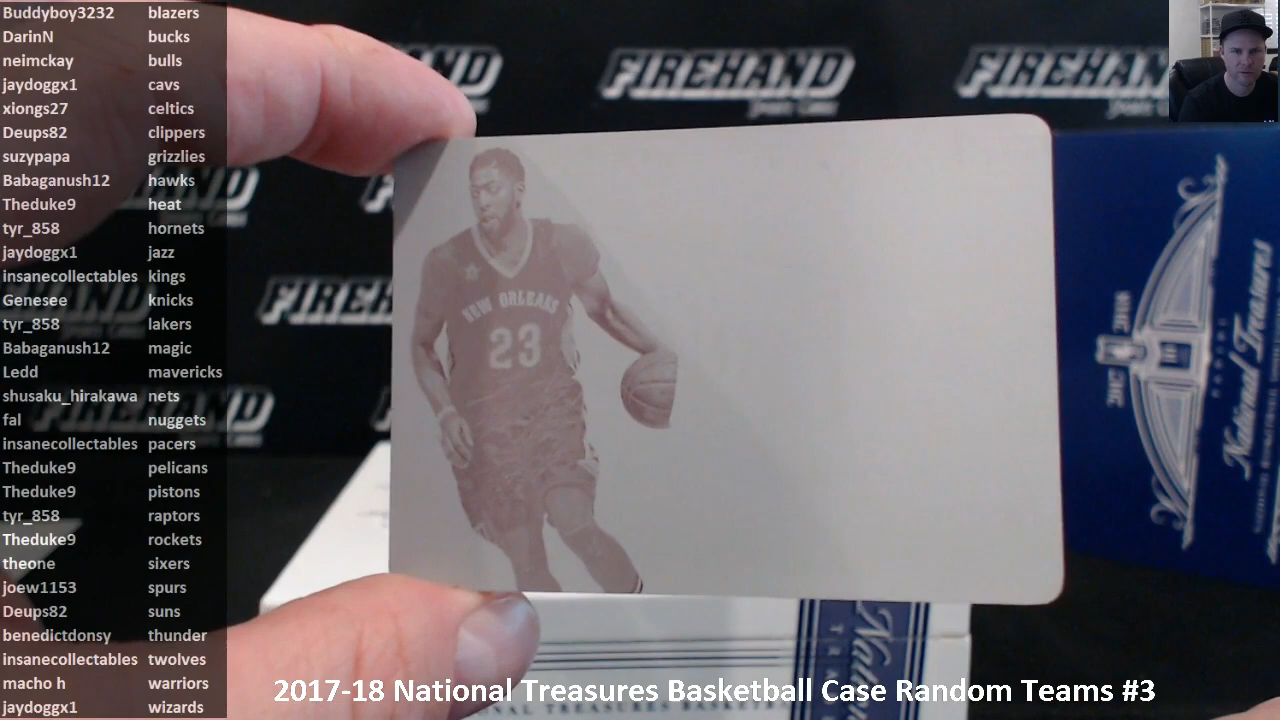 Buddyboy3232 blazers
DarinN bucks
neimckay bulls
jaydoggx1 cavs
xiongs27 celtics
Deups82 clippers
suzypapa grizzlies
Babaganush12 hawks
Theduke9 heat
tyr_858 hornets
jaydoggx1 jazz
insanecollectables kings
Genesee knicks
tyr_858 lakers
Babaganush12 magic
Ledd mavericks
shusaku_hirakawa nets
fal nuggets
insanecollectables pacers
Theduke9 pelicans
Theduke9 pistons
tyr_858 raptors
Theduke9 rockets
theone sixers
joew1153 spurs
Deups82 suns
benedictdonsy thunder
insanecollectables twolves
macho h warriors
jaydoggx1 wizards
FIREHAND
FIREHAND
NEW ORLEANS
23
National Treasures
2017-18 National Treasures Basketball Case Random Teams #3